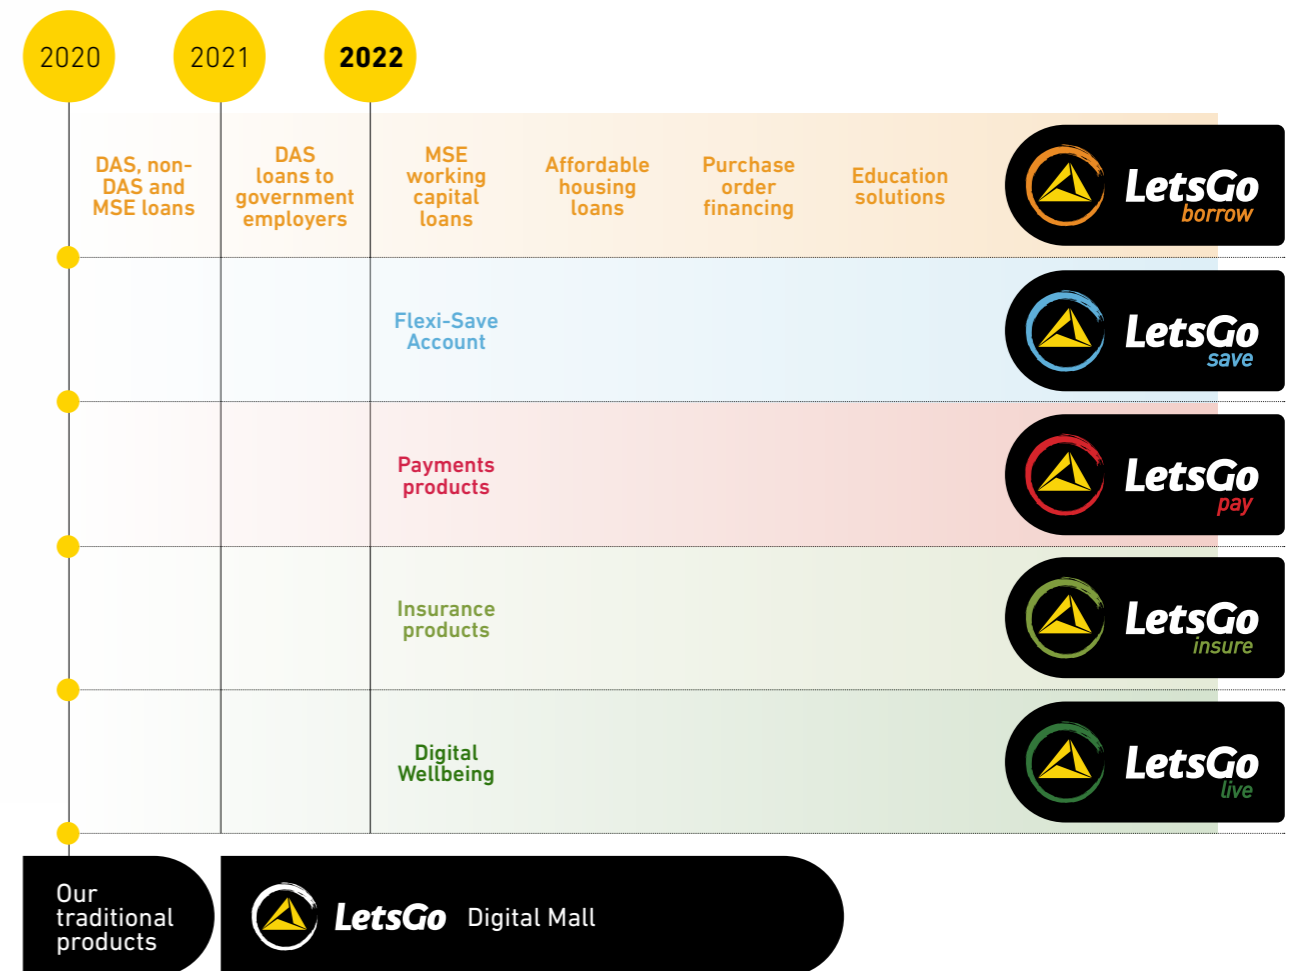 2020
2021
2022
DAS, non-
DAS and
MSE loans
DAS
loans to
government
employers
MSE
working
capital
loans
Affordable
housing
loans
Purchase
order
financing
Education
solutions
LetsGo
borrow
Flexi-Save
Account
LetsGo
save
Payments
products
LetsGo
pay
Insurance
products
LetsGo
insure
Digital
Wellbeing
LetsGo
live
Our
traditional
products
LetsGo Digital Mall